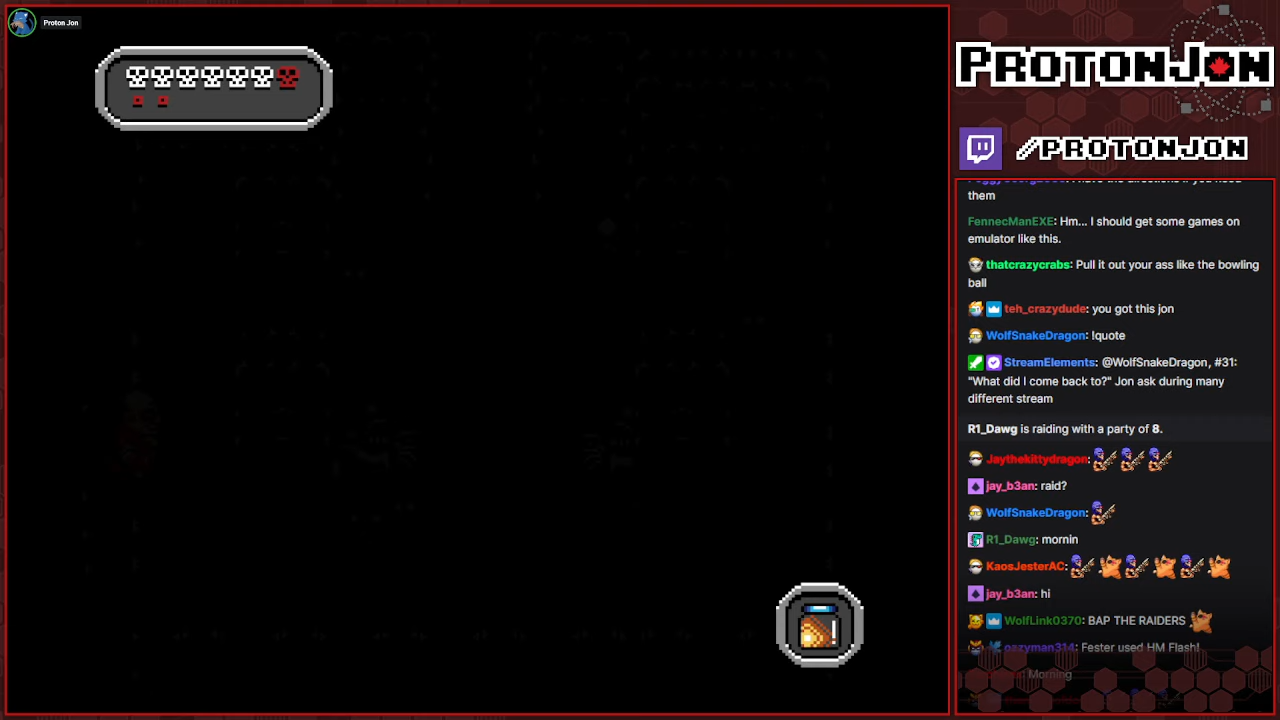 Proton Jon
PROTONJON
/PROTONJON
them
FennecManEXE: Hm... I should get some games on
emulator like this.
thatcrazycrabs: Pull it out your ass like the bowling
ball
teh_crazydude: you got this jon
WolfSnakeDragon: !quote
StreamElements: @WolfSnakeDragon, #31:
"What did I come back to?" Jon ask during many
different stream
R1_Dawg is raiding with a party of 8.
Jaythekittydragon:
jay_b3an: raid?
WolfSnakeDragon:
R1_Dawg: mornin
KaosJesterAC:
jay_b3an: hi
WolfLink0370: BAP THE RAIDERS
ozzyman314: Fester used HM Flash!
Morning